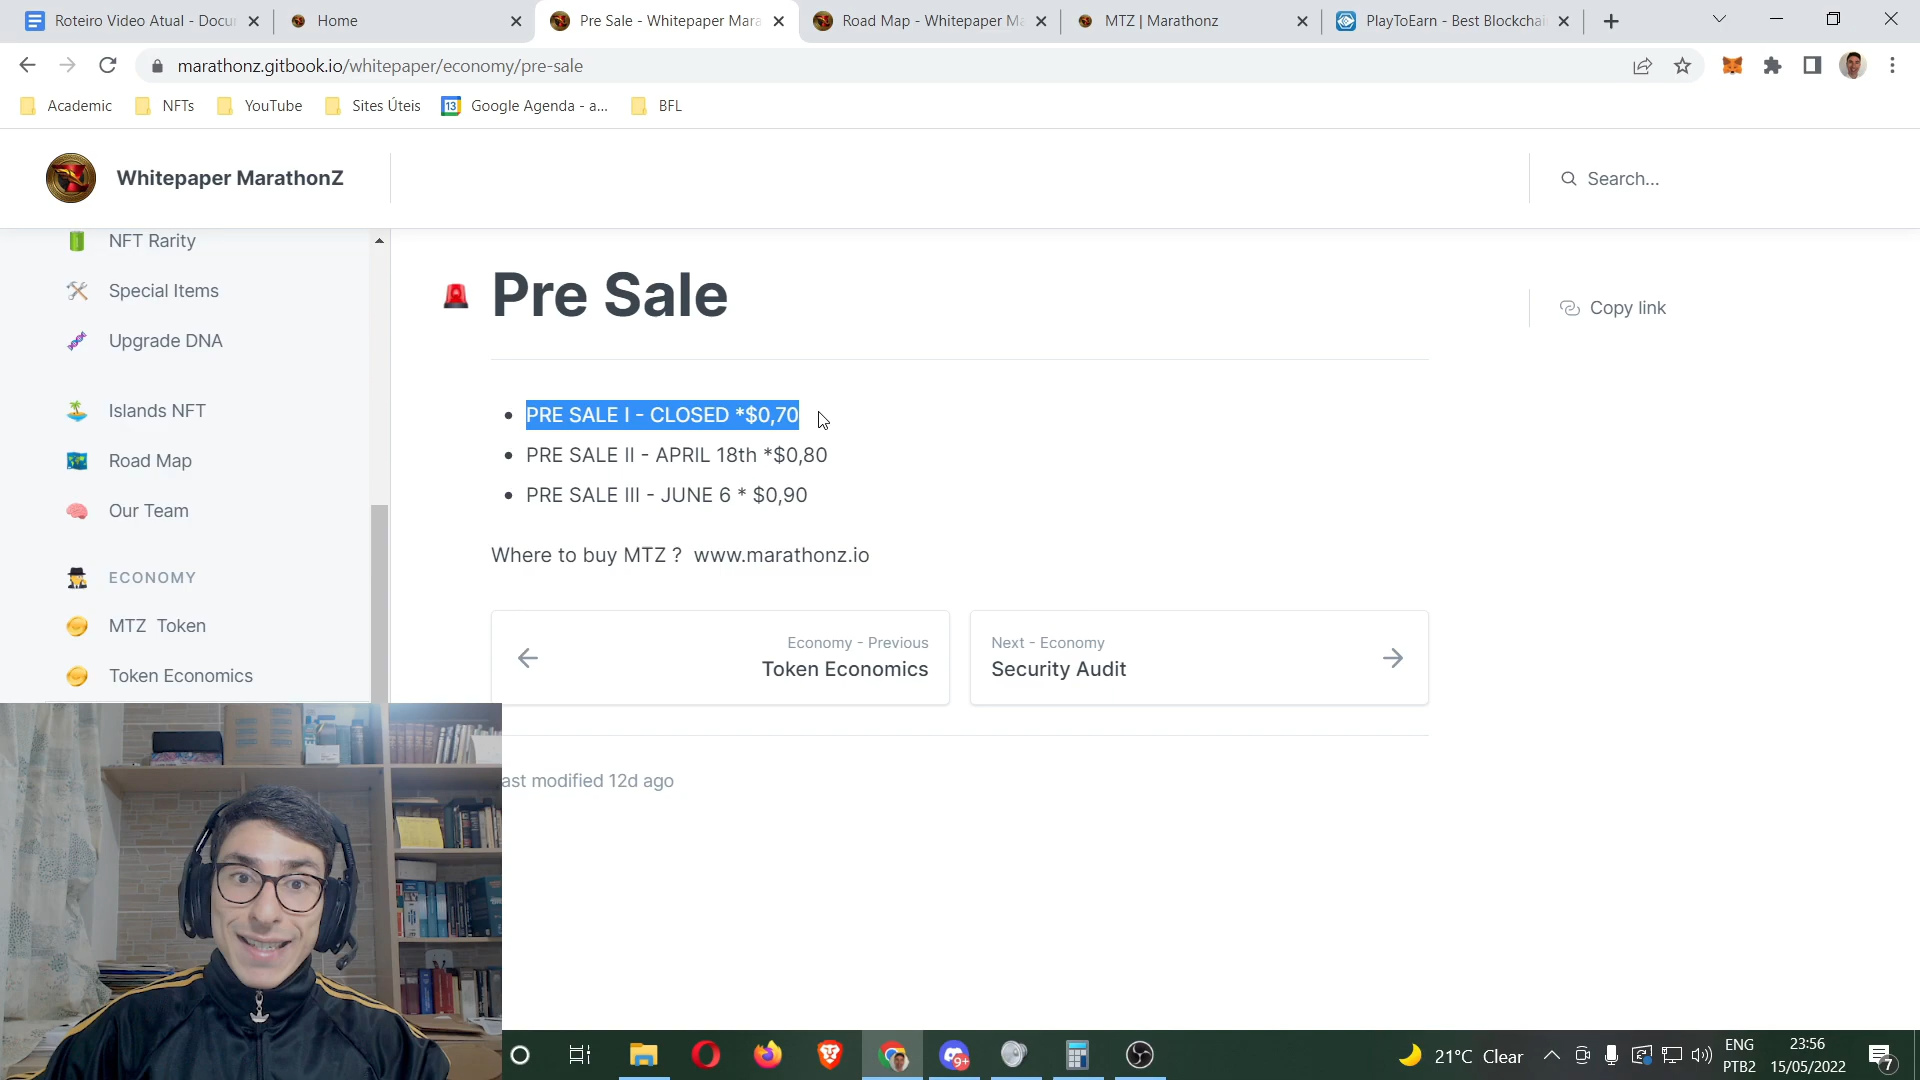 Roteiro Video Atual - Docu
Home
Pre Sale - Whitepaper Mara
Road Map - Whitepaper Ma
MTZ | Marathonz
PlayToEarn - Best Blockchai
marathonz.gitbook.io/whitepaper/economy/pre-sale
Academic
NFTs
YouTube
Sites Úteis
13
Google Agenda - a...
BFL
Whitepaper MarathonZ
Search...
NFT Rarity
Special Items
Upgrade DNA
Islands NFT
Road Map
Our Team
ECONOMY
MTZ Token
Token Economics
Pre Sale
Copy link
PRE SALE I - CLOSED *$0,70
PRE SALE II - APRIL 18th *$0,80
PRE SALE III - JUNE 6 * $0,90
Where to buy MTZ ? www.marathonz.io
Economy - Previous
Token Economics
Next - Economy
Security Audit
ast modified 12d ago
9+
21°C Clear
ENG
PTB2
23:56
15/05/2022
7